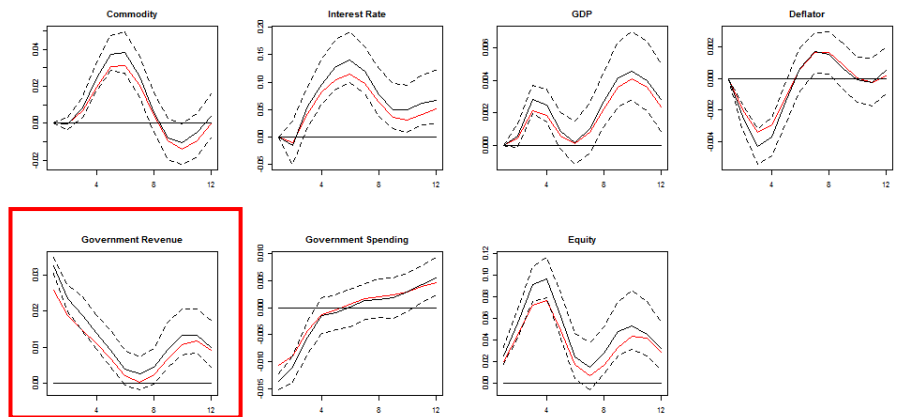 Commodity
Interest Rate
GDP
Deflator
-0.02 0.00 0.02 0.04
-0.05 0.00 0.05 0.10 0.15 0.20
0.000 0.002 0.004 0.006
-0.004 -0.002 0.000 0.002
4 8 12
4 8 12
4 8 12
4 8 12
Government Revenue
Government Spending
Equity
0.00 0.01 0.02 0.03
-0.015 -0.010 -0.005 0.000 0.005 0.010
0.00 0.02 0.04 0.06 0.08 0.10 0.12
4 8 12
4 8 12
4 8 12